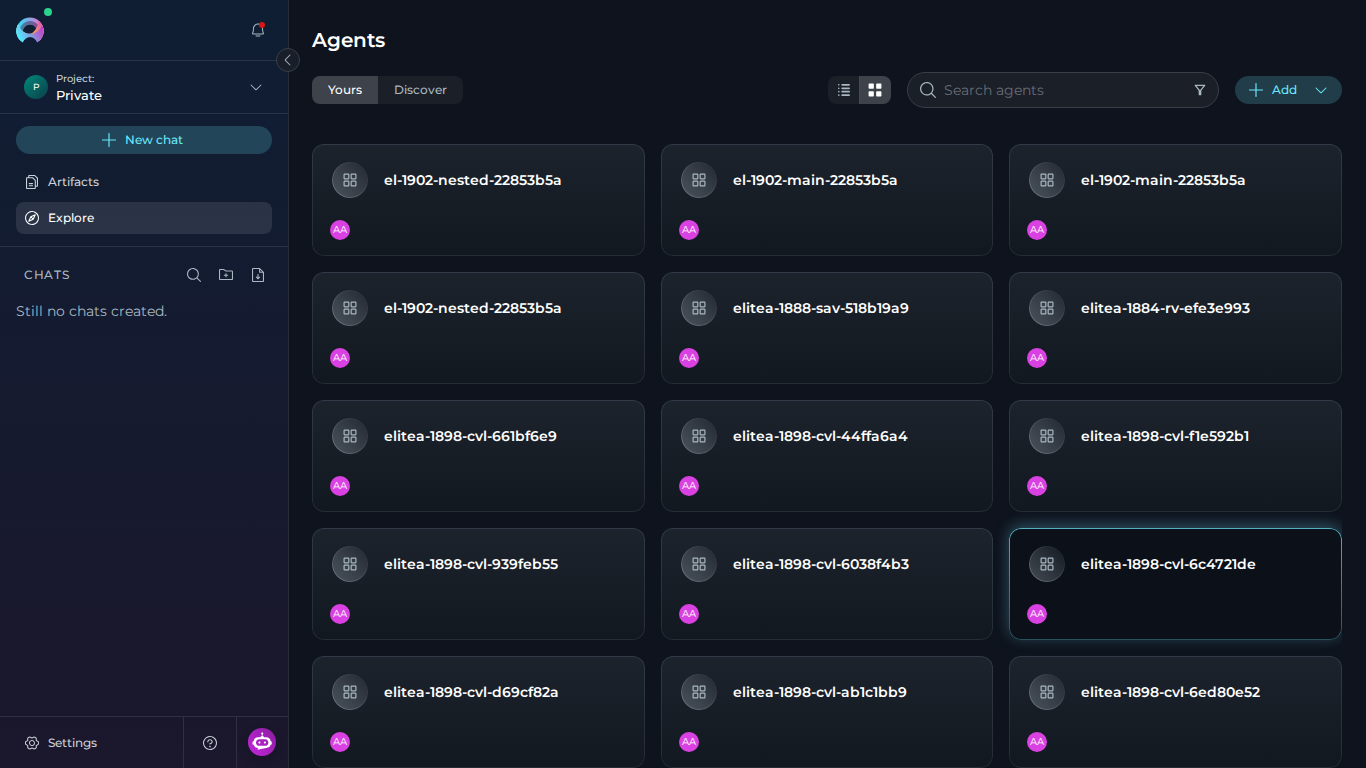 Agents
Project:
P
Private
Yours
Discover
Search agents
Add
New chat
Artifacts
Explore
CHATS
Still no chats created.
el-1902-nested-22853b5a
el-1902-main-22853b5a
el-1902-main-22853b5a
AA
AA
AA
el-1902-nested-22853b5a
elitea-1888-sav-518b19a9
elitea-1884-rv-efe3e993
AA
AA
AA
elitea-1898-cvl-661bf6e9
elitea-1898-cvl-44ffa6a4
elitea-1898-cvl-f1e592b1
AA
AA
AA
elitea-1898-cvl-939feb55
elitea-1898-cvl-6038f4b3
elitea-1898-cvl-6c4721de
AA
AA
AA
elitea-1898-cvl-d69cf82a
elitea-1898-cvl-ab1c1bb9
elitea-1898-cvl-6ed80e52
AA
AA
AA
Settings